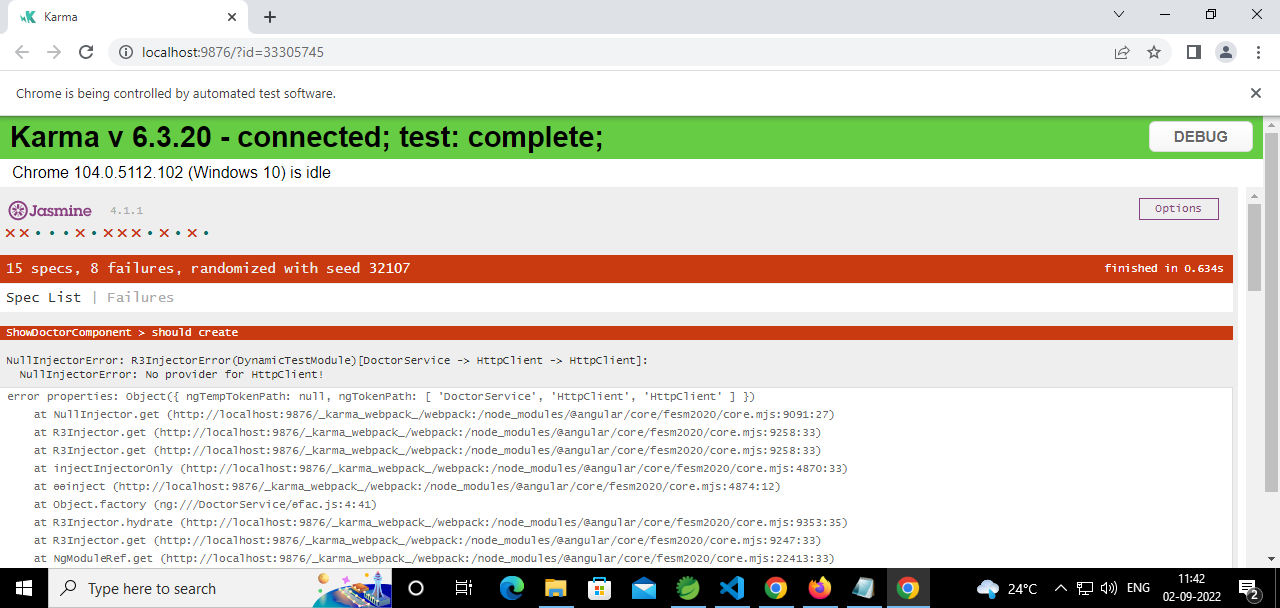 Karma
localhost:9876/?id=33305745
Chrome is being controlled by automated test software.
Karma v 6.3.20 - connected; test: complete;
DEBUG
Chrome 104.0.5112.102 (Windows 10) is idle
Jasmine 4.1.1
Options
15 specs, 8 failures, randomized with seed 32107
finished in 0.634s
Spec List | Failures
ShowDoctorComponent > should create
NullInjectorError: R3InjectorError(DynamicTestModule)[DoctorService -> HttpClient -> HttpClient]:
NullInjectorError: No provider for HttpClient!
error properties: Object({ ngTempTokenPath: null, ngTokenPath: [ 'DoctorService', 'HttpClient', 'HttpClient' ] })
at NullInjector.get (http://localhost:9876/_karma_webpack_/webpack:/node_modules/@angular/core/fesm2020/core.mjs:9091:27)
at R3Injector.get (http://localhost:9876/_karma_webpack_/webpack:/node_modules/@angular/core/fesm2020/core.mjs:9258:33)
at R3Injector.get (http://localhost:9876/_karma_webpack_/webpack:/node_modules/@angular/core/fesm2020/core.mjs:9258:33)
at injectInjectorOnly (http://localhost:9876/_karma_webpack_/webpack:/node_modules/@angular/core/fesm2020/core.mjs:4870:33)
at ɵɵinject (http://localhost:9876/_karma_webpack_/webpack:/node_modules/@angular/core/fesm2020/core.mjs:4874:12)
at Object.factory (ng:///DoctorService/ɵfac.js:4:41)
at R3Injector.hydrate (http://localhost:9876/_karma_webpack_/webpack:/node_modules/@angular/core/fesm2020/core.mjs:9353:35)
at R3Injector.get (http://localhost:9876/_karma_webpack_/webpack:/node_modules/@angular/core/fesm2020/core.mjs:9247:33)
at NgModuleRef.get (http://localhost:9876/_karma_webpack_/webpack:/node_modules/@angular/core/fesm2020/core.mjs:22413:33)
Type here to search
24°C
ENG
11:42
02-09-2022
2